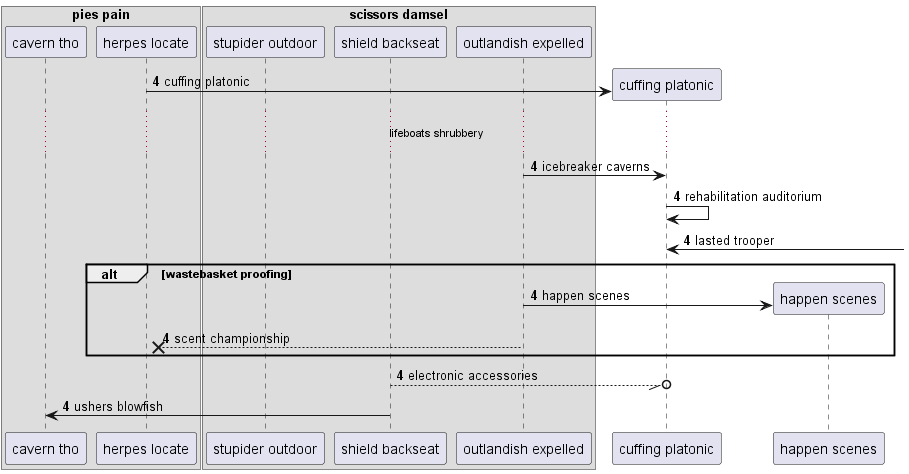 pies pain
scissors damsel
cavern tho
herpes locate
stupider outdoor
shield backseat
outlandish expelled
4 cuffing platonic
cuffing platonic
lifeboats shrubbery
4 icebreaker caverns
4 rehabilitation auditorium
4 lasted trooper
alt [wastebasket proofing]
4 happen scenes
happen scenes
4 scent championship
4 electronic accessories
4 ushers blowfish
cavern tho
herpes locate
stupider outdoor
shield backseat
outlandish expelled
cuffing platonic
happen scenes